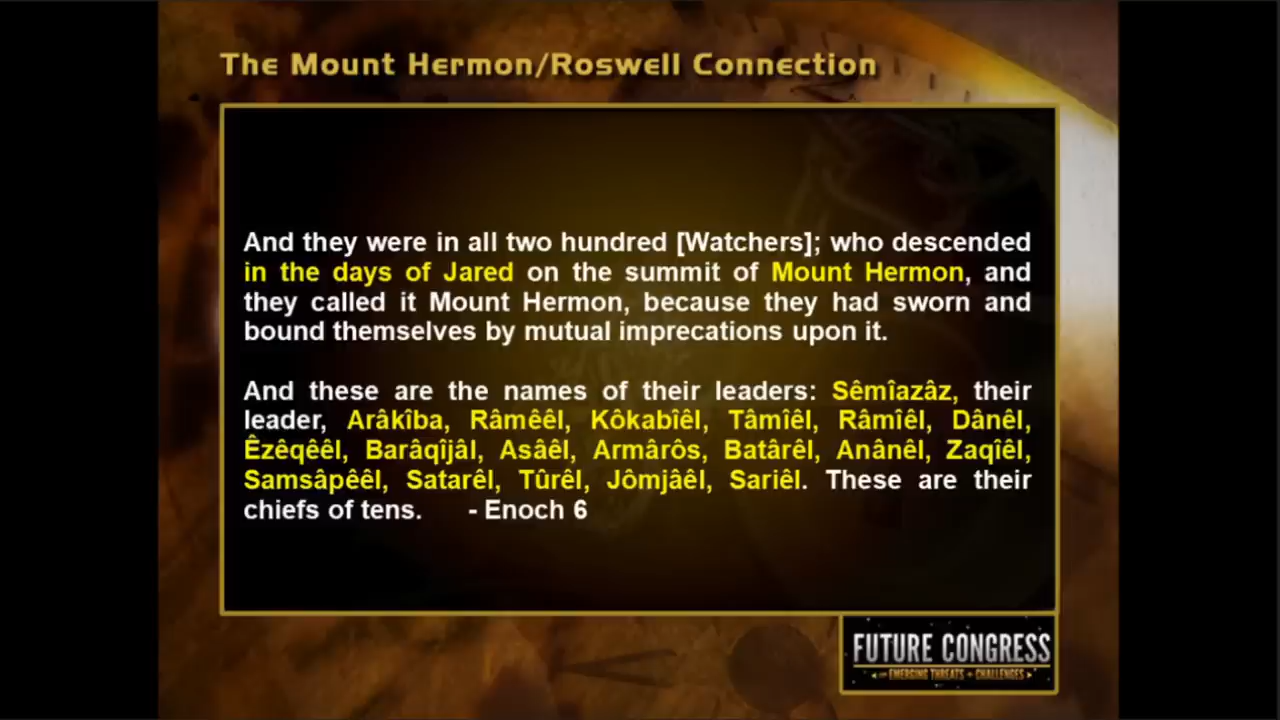 The Mount Hermon/Roswell Connection
And they were in all two hundred [Watchers]; who descended
in the days of Jared on the summit of Mount Hermon, and
they called it Mount Hermon, because they had sworn and
bound themselves by mutual imprecations upon it.
And these are the names of their leaders: Sêmîazâz, their
leader, Arâkîba, Râmêêl, Kôkabîêl, Tâmîêl, Râmîêl, Dânêl,
Êzêqêêl, Barâqîjâl, Asâêl, Armârôs, Batârêl, Anânêl, Zaqîêl,
Samsâpêêl, Satarêl, Tûrêl, Jômjâêl, Sariêl. These are their
chiefs of tens. - Enoch 6
FUTURE CONGRESS
EMERGING THREATS + CHALLENGES